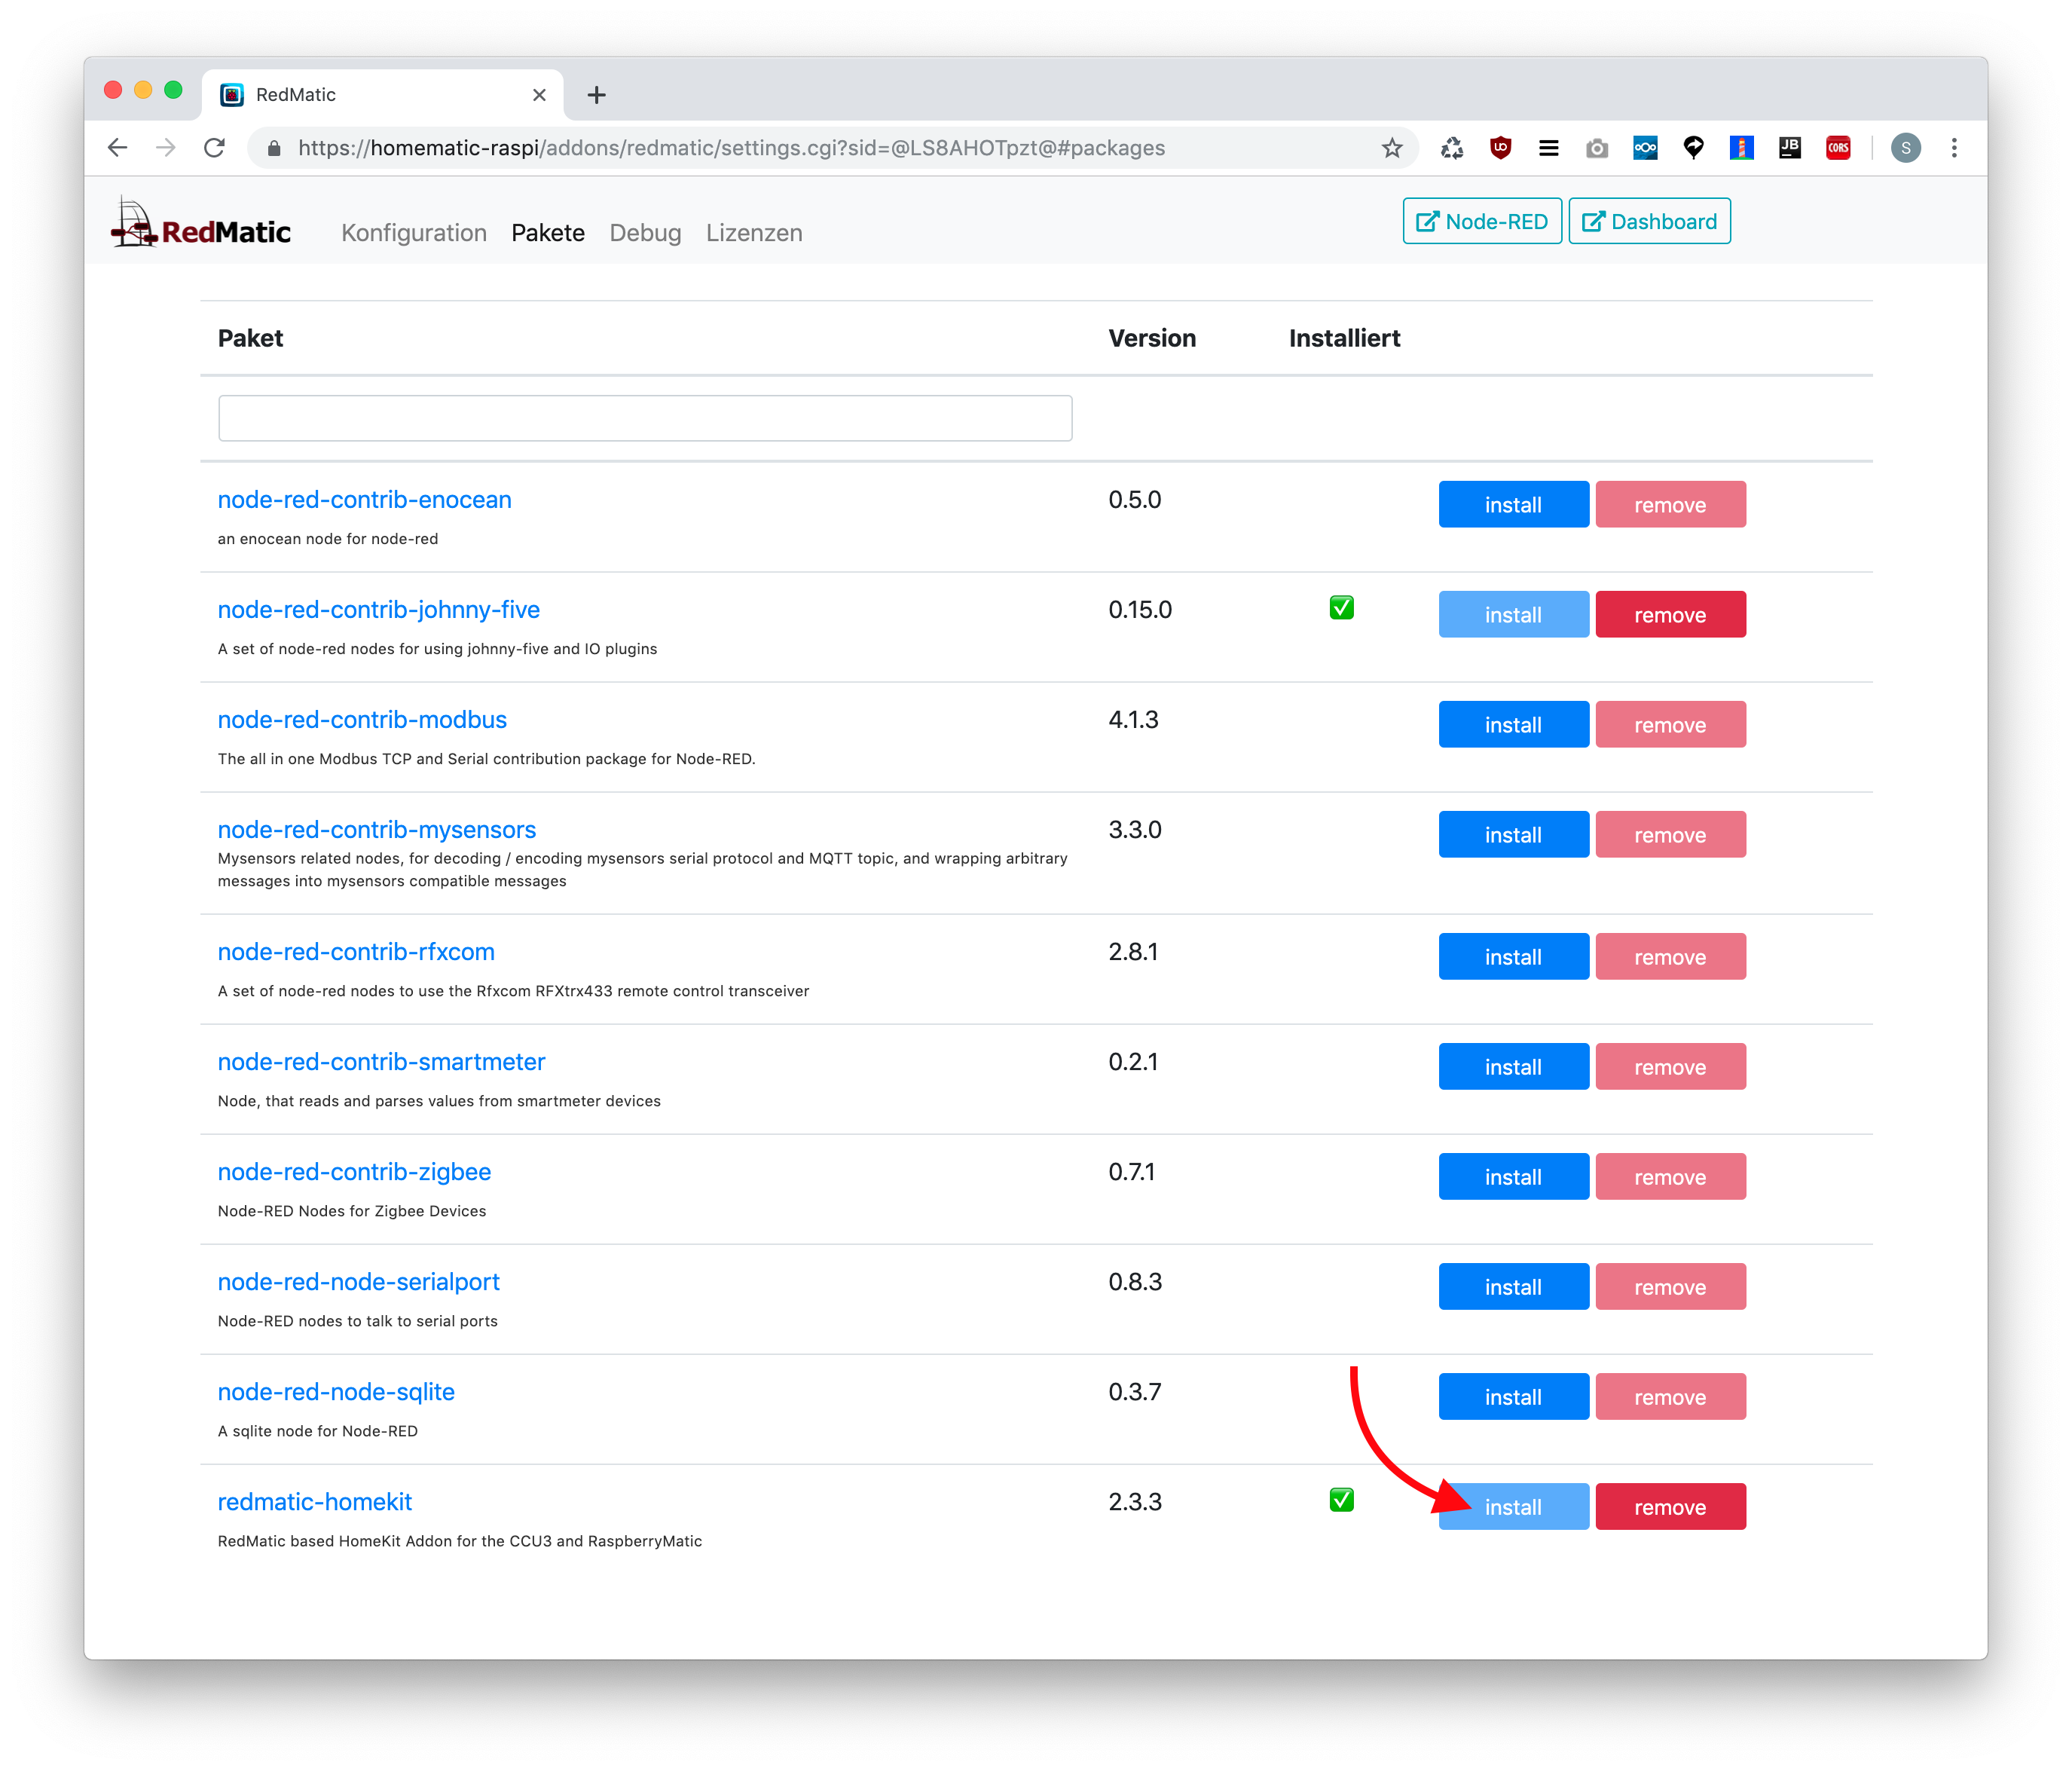 RedMatic
https://homematic-raspi/addons/redmatic/settings.cgi?sid=@LS8AHOTpzt@#packages
UD
JB
CORS
S
RedMatic
Konfiguration Pakete Debug Lizenzen
Node-RED Dashboard
Paket Version Installiert
node-red-contrib-enocean 0.5.0 install remove
an enocean node for node-red
node-red-contrib-johnny-five 0.15.0 install remove
A set of node-red nodes for using johnny-five and IO plugins
node-red-contrib-modbus 4.1.3 install remove
The all in one Modbus TCP and Serial contribution package for Node-RED.
node-red-contrib-mysensors 3.3.0 install remove
Mysensors related nodes, for decoding / encoding mysensors serial protocol and MQTT topic, and wrapping arbitrary
messages into mysensors compatible messages
node-red-contrib-rfxcom 2.8.1 install remove
A set of node-red nodes to use the Rfxcom RFXtrx433 remote control transceiver
node-red-contrib-smartmeter 0.2.1 install remove
Node, that reads and parses values from smartmeter devices
node-red-contrib-zigbee 0.7.1 install remove
Node-RED Nodes for Zigbee Devices
node-red-node-serialport 0.8.3 install remove
Node-RED nodes to talk to serial ports
node-red-node-sqlite 0.3.7 install remove
A sqlite node for Node-RED
redmatic-homekit 2.3.3 install remove
RedMatic based HomeKit Addon for the CCU3 and RaspberryMatic